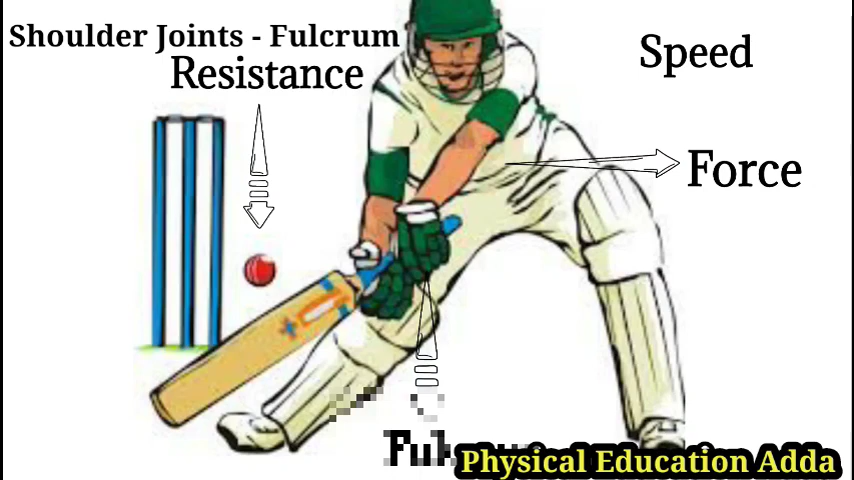 Shoulder Joints - Fulcrum
Resistance
Speed
Force
Physical Education Adda